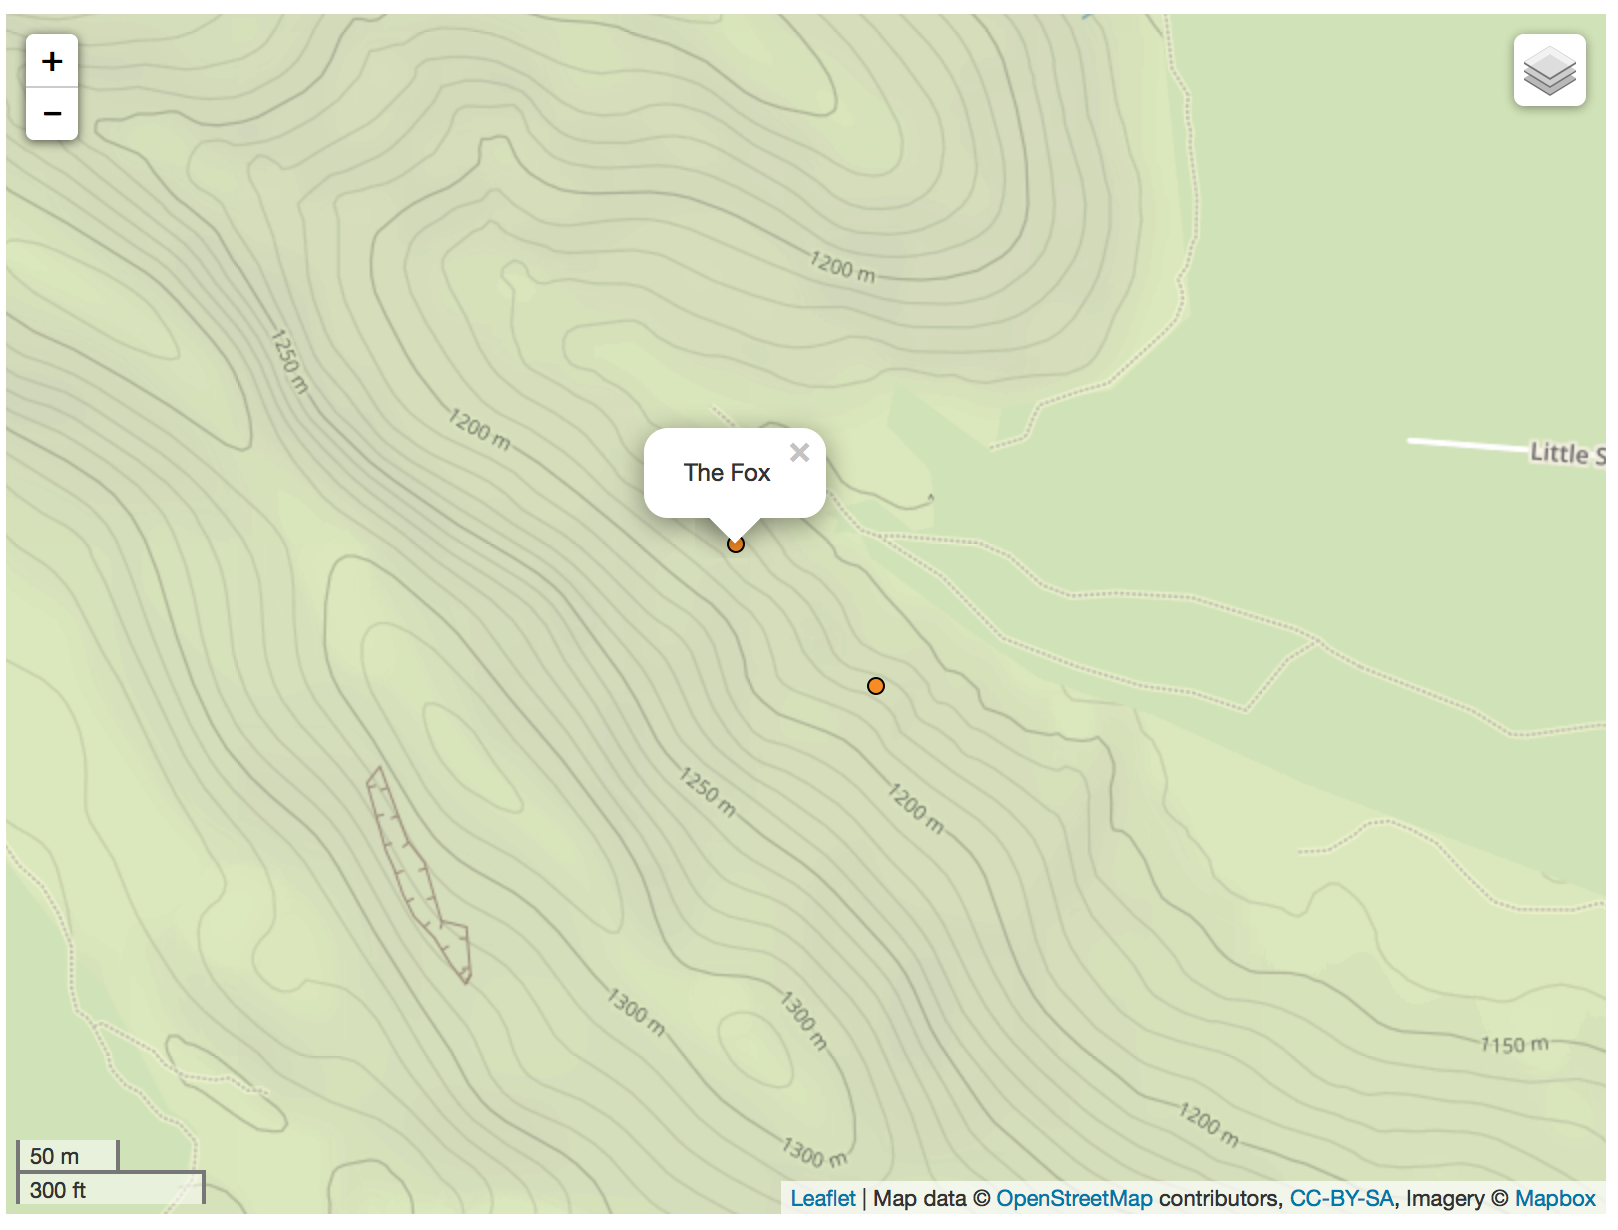 +
−
1200 m
1250 m
1200 m
Little S
The Fox ×
1250 m
1200 m
1300 m
1300 m
1150 m
1200 m
1300 m
50 m
300 ft
Leaflet | Map data © OpenStreetMap contributors, CC-BY-SA, Imagery © Mapbox